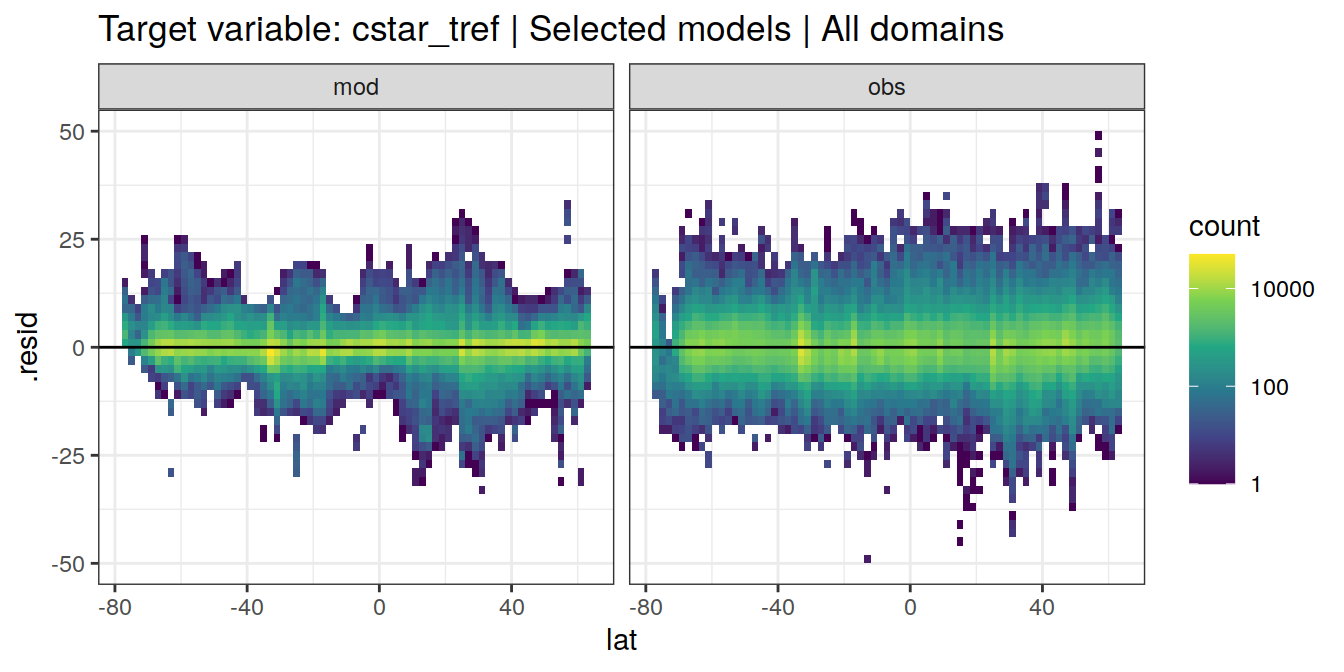 Target variable: cstar_tref | Selected models | All domains
mod
obs
.resid
50
25
0
-25
-50
-80
-40
0
40
-80
-40
0
40
lat
count
10000
100
1